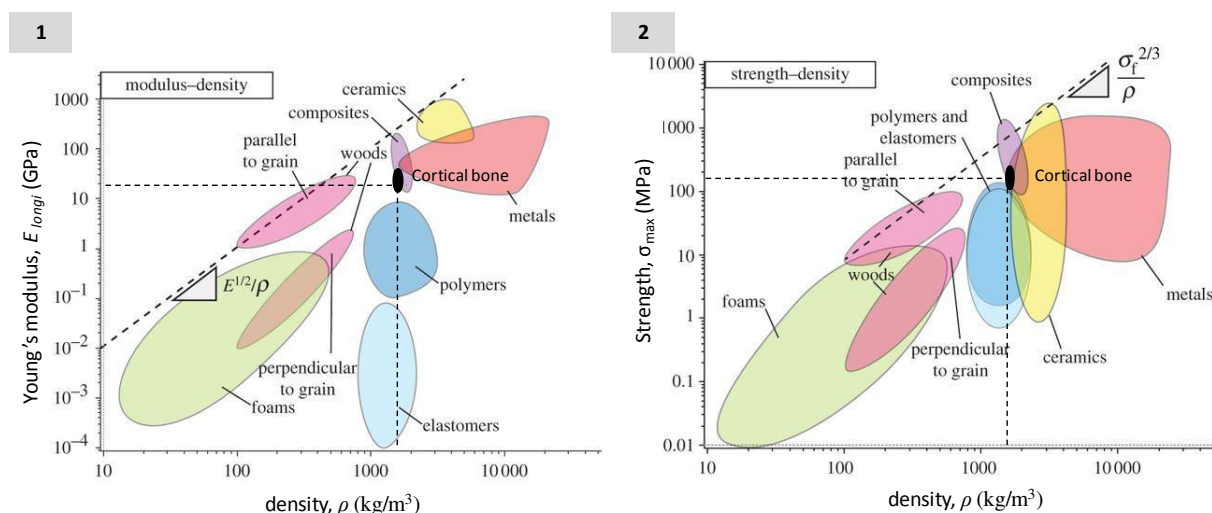 1
modulus–density
Young's modulus, E longi (GPa)
1000
100
10
1
10⁻¹
10⁻²
10⁻³
10⁻⁴
ceramics
composites
parallel
to grain
woods
Cortical bone
metals
E^1/2/ρ
polymers
perpendicular
to grain
foams
elastomers
10
100
1000
10 000
density, ρ (kg/m³)
2
strength–density
Strength, σmax (MPa)
10 000
1000
100
10
1
0.1
0.01
σf^2/3
ρ
composites
polymers and
elastomers
parallel
to grain
Cortical bone
woods
foams
metals
perpendicular
to grain
ceramics
10
100
1000
10 000
density, ρ (kg/m³)